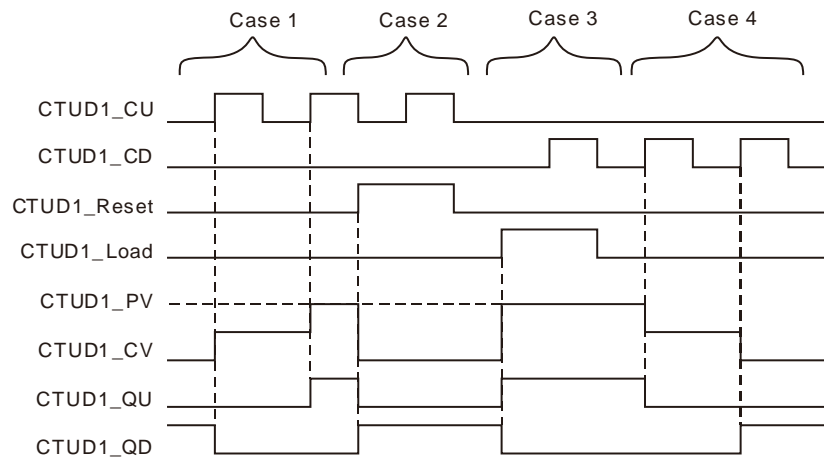 Case 1 Case 2 Case 3 Case 4
CTUD1_CU
CTUD1_CD
CTUD1_Reset
CTUD1_Load
CTUD1_PV
CTUD1_CV
CTUD1_QU
CTUD1_QD